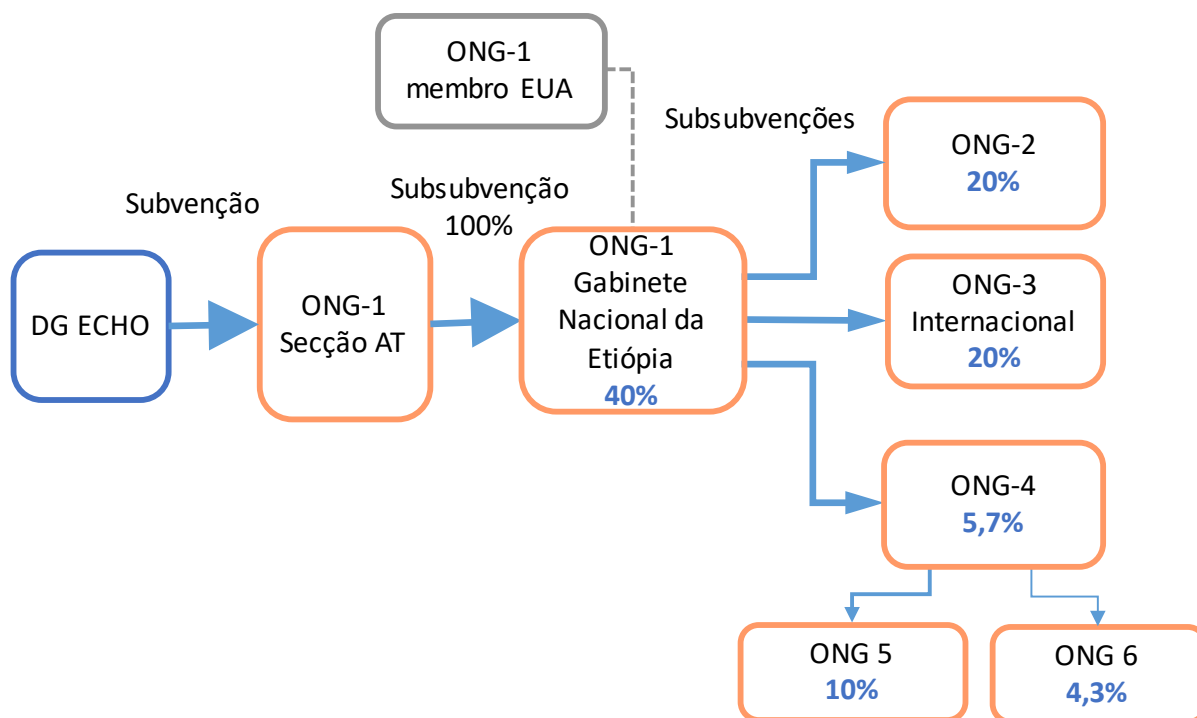 ONG-1
membro EUA
Subsubvenções
ONG-2
20%
Subvenção
Subsubvenção
100%
DG ECHO
ONG-1
Secção AT
ONG-1
Gabinete
Nacional da
Etiópia
40%
ONG-3
Internacional
20%
ONG-4
5,7%
ONG 5
10%
ONG 6
4,3%